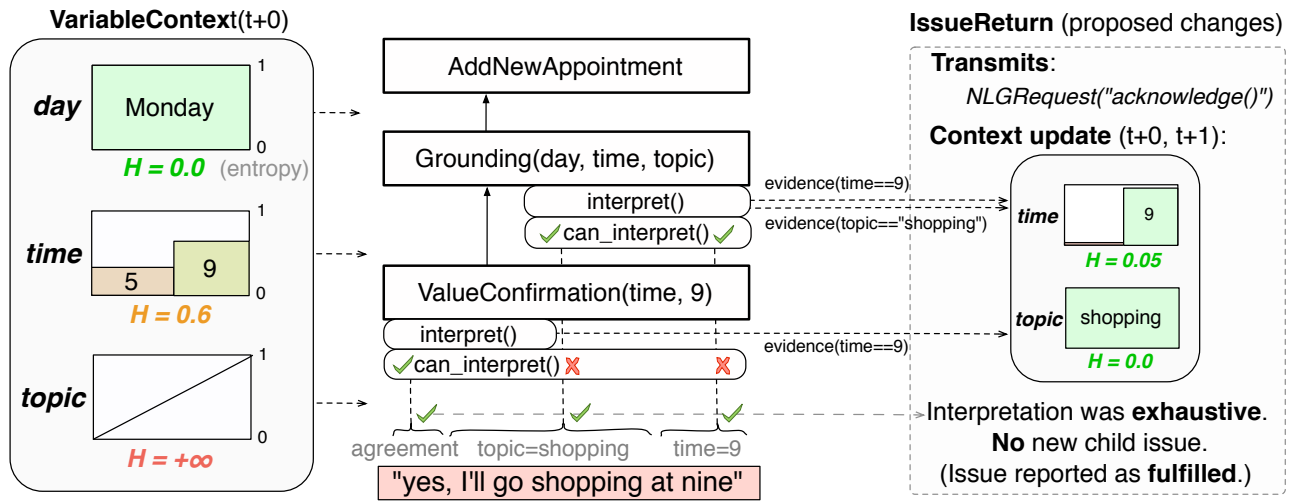 VariableContext(t+0)
day
Monday
1
0
H = 0.0 (entropy)
time
5
9
1
0
H = 0.6
topic
1
0
H = +∞
AddNewAppointment
Grounding(day, time, topic)
interpret()
can_interpret()
ValueConfirmation(time, 9)
interpret()
can_interpret()
agreement
topic=shopping
time=9
"yes, I'll go shopping at nine"
evidence(time==9)
evidence(topic=="shopping")
evidence(time==9)
IssueReturn (proposed changes)
Transmits:
NLGRequest("acknowledge()")
Context update (t+0, t+1):
time
9
H = 0.05
topic
shopping
H = 0.0
Interpretation was exhaustive.
No new child issue.
(Issue reported as fulfilled.)